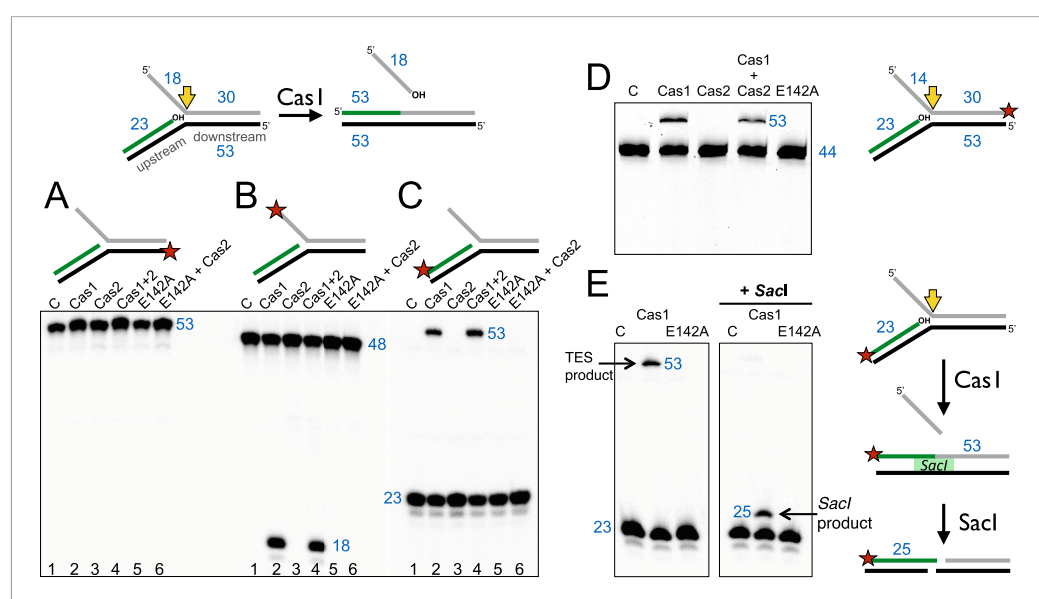 5'
18
30
23
OH
5'
upstream
downstream
53
Cas1
5'
18
OH
53
5'
5'
53
A
C
Cas1
Cas2
Cas1+2
E142A
E142A + Cas2
53
1 2 3 4 5 6
B
C
Cas1
Cas2
Cas1+2
E142A
E142A + Cas2
48
18
1 2 3 4 5 6
C
C
Cas1
Cas2
Cas1+2
E142A
E142A + Cas2
53
23
1 2 3 4 5 6
D
C
Cas1
Cas2
Cas1
+
Cas2
E142A
53
44
5'
14
30
23
OH
5'
53
E
C
Cas1
E142A
+ SacI
C
Cas1
E142A
TES
product
53
23
25
SacI
product
5'
23
OH
5'
Cas1
5'
53
SacI
SacI
25